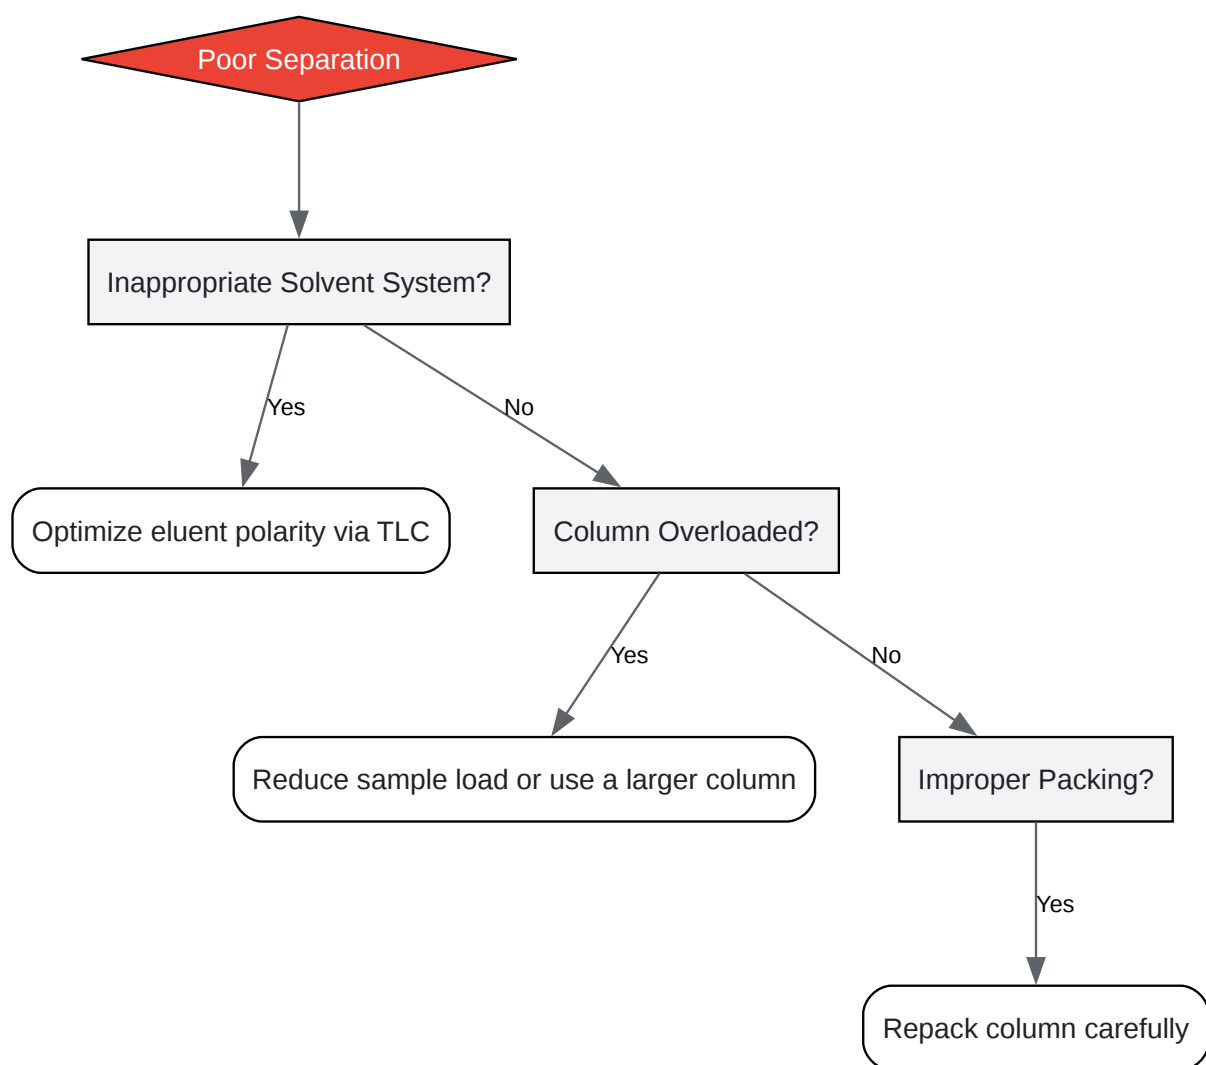 Poor Separation
Inappropriate Solvent System?
Yes
No
Optimize eluent polarity via TLC
Column Overloaded?
Yes
No
Reduce sample load or use a larger column
Improper Packing?
Yes
Repack column carefully